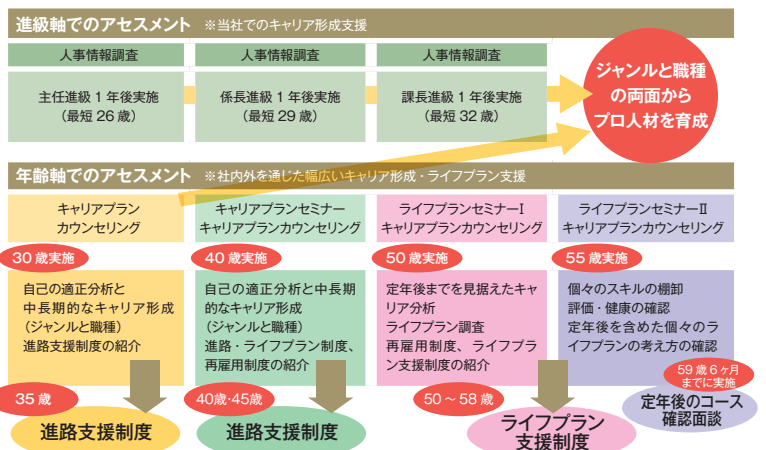 進級軸でのアセスメント ※当社でのキャリア形成支援
人事情報調査
主任進級 1 年後実施
（最短 26 歳）
人事情報調査
係長進級 1 年後実施
（最短 29 歳）
人事情報調査
課長進級 1 年後実施
（最短 32 歳）
ジャンルと職種
の両面から
プロ人材を育成
年齢軸でのアセスメント ※社内外を通じた幅広いキャリア形成・ライフプラン支援
キャリアプラン
カウンセリング
30 歳実施
自己の適正分析と
中長期的なキャリア形成
（ジャンルと職種）
進路支援制度の紹介
35 歳
進路支援制度
キャリアプランセミナー
キャリアプランカウンセリング
40 歳実施
自己の適正分析と中長期
的なキャリア形成
（ジャンルと職種）
進路・ライフプラン制度、
再雇用制度の紹介
40歳・45歳
進路支援制度
ライフプランセミナーⅠ
キャリアプランカウンセリング
50 歳実施
定年後までを見据えたキャ
リア分析
ライフプラン調査
再雇用制度、ライフプラ
ン支援制度の紹介
50 ～ 58 歳
ライフプラン
支援制度
ライフプランセミナーⅡ
キャリアプランカウンセリング
55 歳実施
個々のスキルの棚卸
評価・健康の確認
定年後を含めた個々のラ
イフプランの考え方の確認
59 歳 6 ヶ月
までに実施
定年後のコース
確認面談